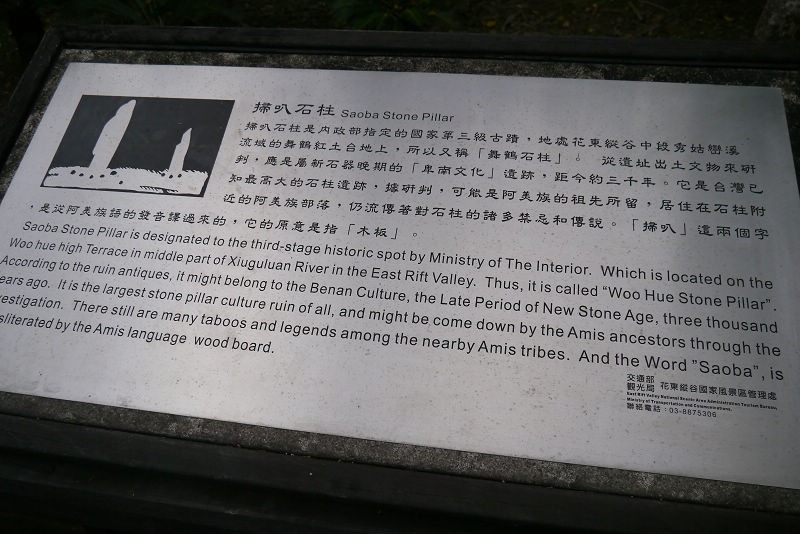 掃叭石柱 Saoba Stone Pillar
掃叭石柱是內政部指定的國家第三級古蹟，地處花東縱谷中段秀姑巒溪
流域的舞鶴紅土台地上，所以又稱「舞鶴石柱」。從遺址出土文物來研
判，應是屬新石器晚期的「卑南文化」遺跡，距今約三千年。它是台灣已
知最高大的石柱遺跡，據研判，可能是阿美族的祖先所留，居住在石柱附
近的阿美族部落，仍流傳著對石柱的諸多禁忌和傳說。「掃叭」這兩個字
，是從阿美族語的發音譯過來的，它的原意是指「木板」。
Saoba Stone Pillar is designated to the third-stage historic spot by Ministry of The Interior. Which is located on the
Woo hue high Terrace in middle part of Xiuguluan River in the East Rift Valley. Thus, it is called "Woo Hue Stone Pillar".
According to the ruin antiques, it might belong to the Benan Culture, the Late Period of New Stone Age, three thousand
ears ago. It is the largest stone pillar culture ruin of all, and might be come down by the Amis ancestors through the
estigation. There still are many taboos and legends among the nearby Amis tribes. And the Word "Saoba", is
sliterated by the Amis language wood board.
交通部
觀光局 花東縱谷國家風景區管理處
East Rift Valley National Scenic Area Administration Tourism Bureau,
Ministry of Transportation and Communications.
聯絡電話：03-8875306